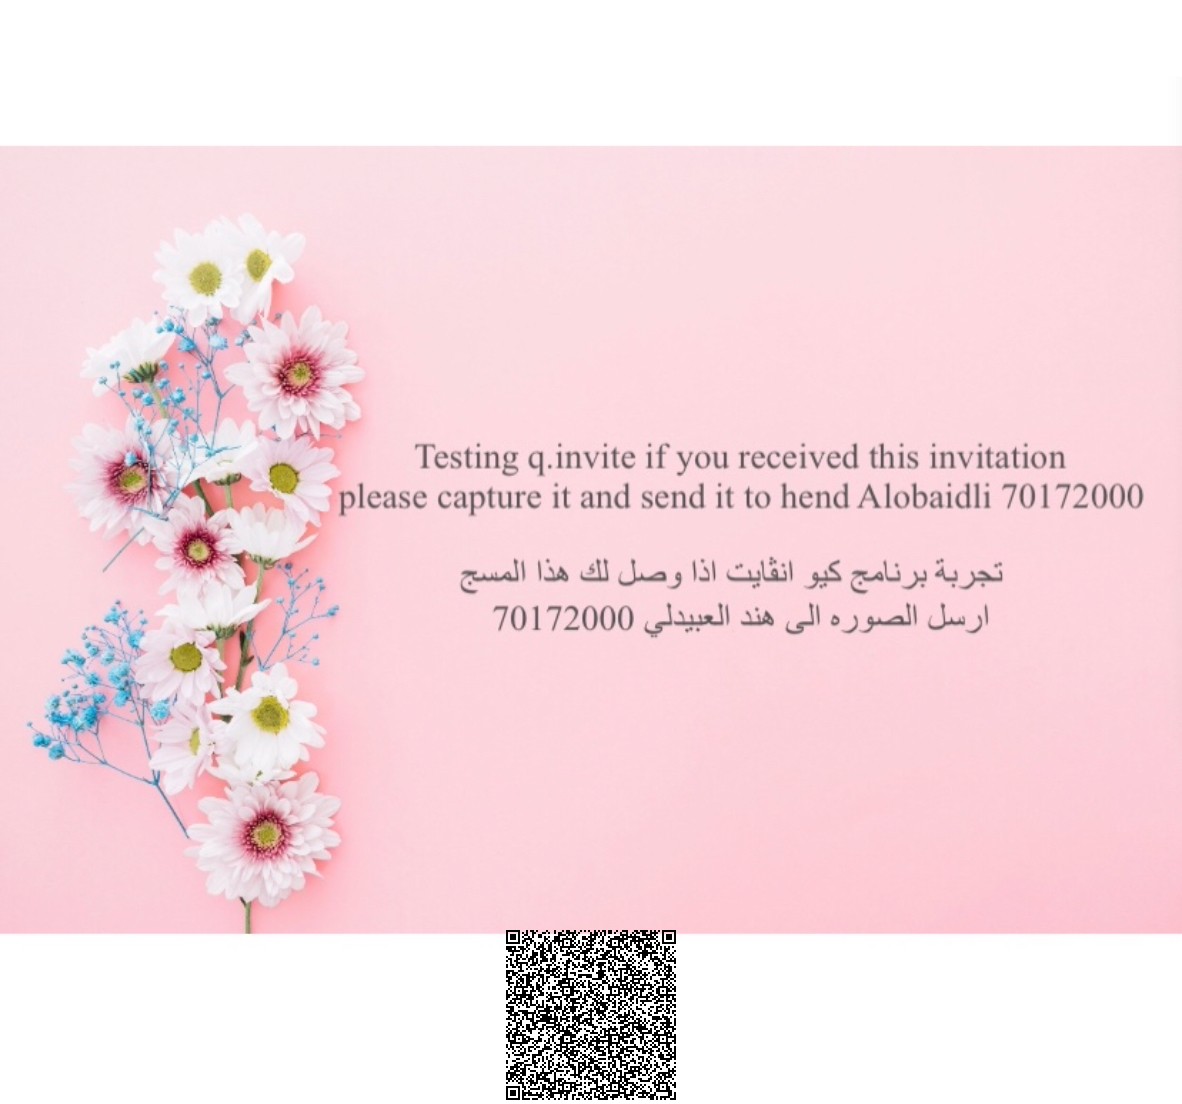 Testing q.invite if you received this invitation
please capture it and send it to hend Alobaidli 70172000
تجربة برنامج كيو انڤايت اذا وصل لك هذا المسج
ارسل الصوره الى هند العبيدلي 70172000